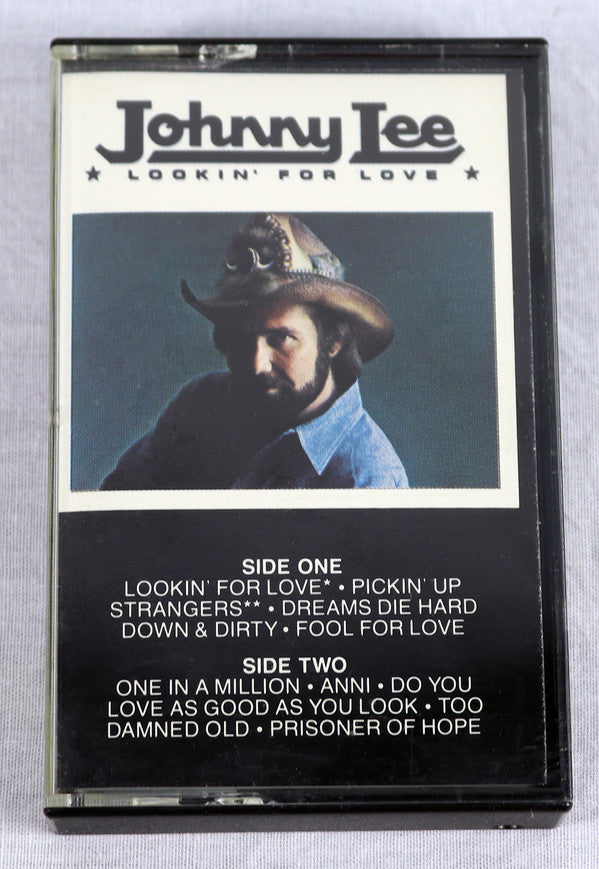 Johnny Lee
★ LOOKIN' FOR LOVE ★
SIDE ONE
LOOKIN' FOR LOVE* • PICKIN' UP
STRANGERS** • DREAMS DIE HARD
DOWN & DIRTY • FOOL FOR LOVE
SIDE TWO
ONE IN A MILLION • ANNI • DO YOU
LOVE AS GOOD AS YOU LOOK • TOO
DAMNED OLD • PRISONER OF HOPE